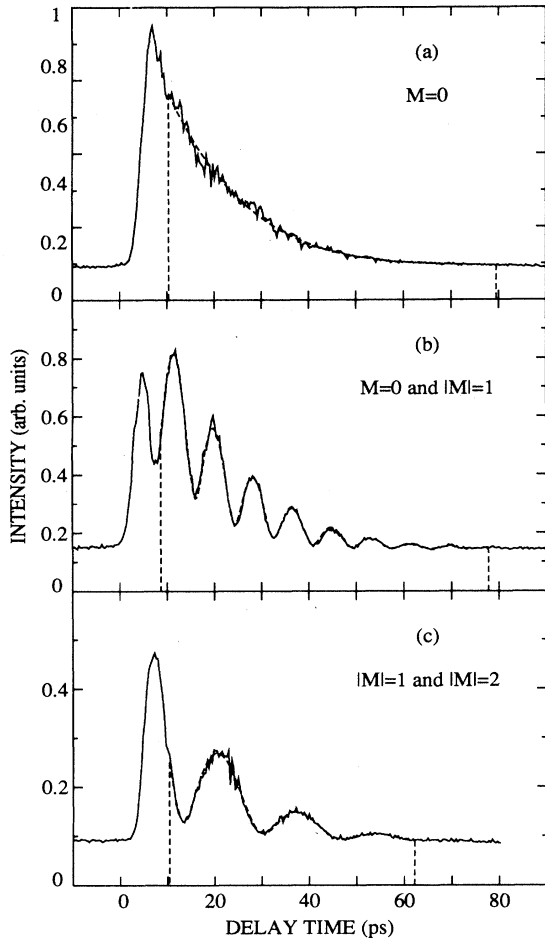 1
0.8
0.6
0.4
0.2
0
(a)
M=0
0.8
0.6
0.4
0.2
0
(b)
M=0 and |M|=1
0.4
0.2
0
(c)
|M|=1 and |M|=2
INTENSITY (arb. units)
0 20 40 60 80
DELAY TIME (ps)